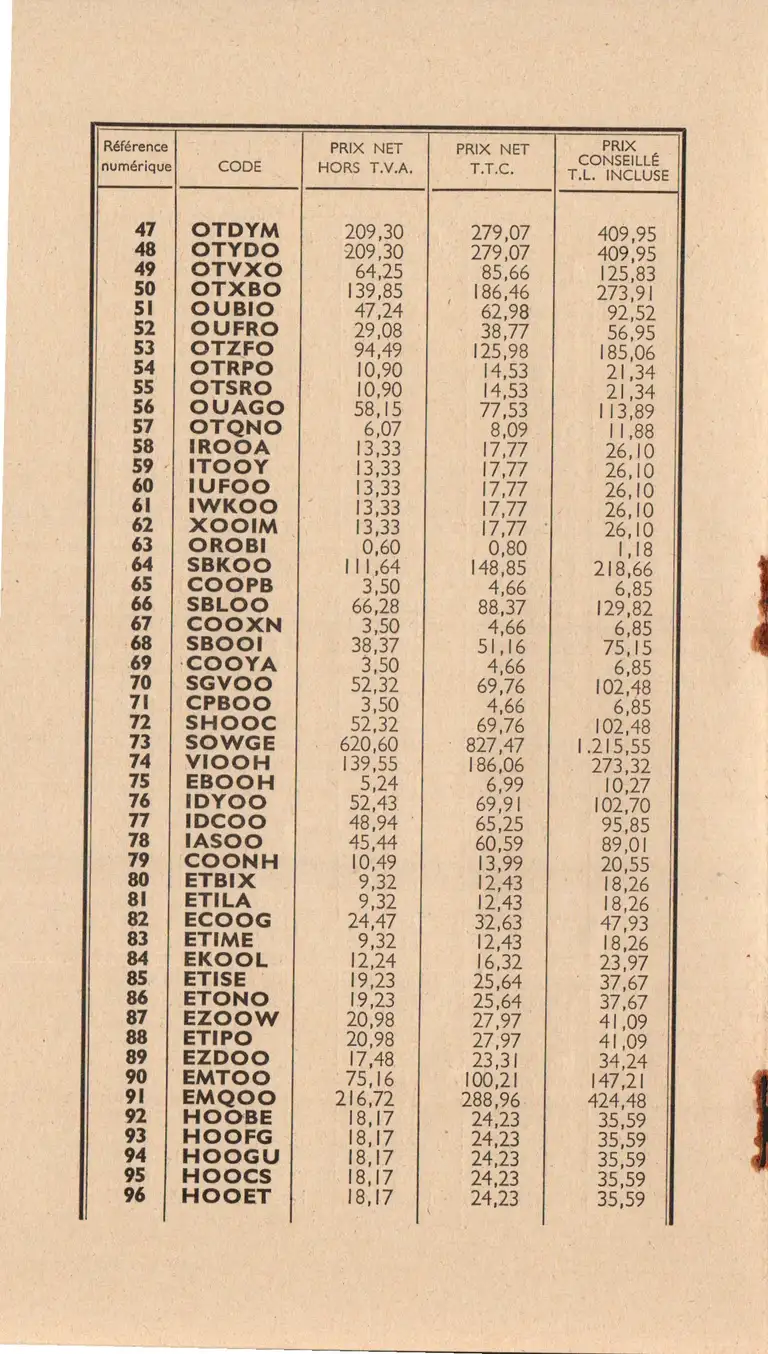 Référence numérique CODE PRIX NET HORS T.V.A. PRIX NET T.T.C. PRIX CONSEILLÉ T.L. INCLUSE
47 OTDYM 209,30 279,07 409,95
48 OTYDO 209,30 279,07 409,95
49 OTVXO 64,25 85,66 125,83
50 OTXBO 139,85 186,46 273,91
51 OUBIO 47,24 62,98 92,52
52 OUFRO 29,08 38,77 56,95
53 OTZFO 94,49 125,98 185,06
54 OTRPO 10,90 14,53 21,34
55 OTSRO 10,90 14,53 21,34
56 OUAGO 58,15 77,53 113,89
57 OTQNO 6,07 8,09 11,88
58 IROOA 13,33 17,77 26,10
59 ITOOY 13,33 17,77 26,10
60 IUFOO 13,33 17,77 26,10
61 IWKOO 13,33 17,77 26,10
62 XOOIM 13,33 17,77 26,10
63 OROBI 0,60 0,80 1,18
64 SBKOO 111,64 148,85 218,66
65 COOPB 3,50 4,66 6,85
66 SBLOO 66,28 88,37 129,82
67 COOXN 3,50 4,66 6,85
68 SBOOI 38,37 51,16 75,15
69 COOYA 3,50 4,66 6,85
70 SGVOO 52,32 69,76 102,48
71 CPBOO 3,50 4,66 6,85
72 SHOOC 52,32 69,76 102,48
73 SOWGE 620,60 827,47 1.215,55
74 VIOOH 139,55 186,06 273,32
75 EBOOH 5,24 6,99 10,27
76 IDYOO 52,43 69,91 102,70
77 IDCOO 48,94 65,25 95,85
78 IASOO 45,44 60,59 89,01
79 COONH 10,49 13,99 20,55
80 ETBIX 9,32 12,43 18,26
81 ETILA 9,32 12,43 18,26
82 ECOOG 24,47 32,63 47,93
83 ETIME 9,32 12,43 18,26
84 EKOOL 12,24 16,32 23,97
85 ETISE 19,23 25,64 37,67
86 ETONO 19,23 25,64 37,67
87 EZOOW 20,98 27,97 41,09
88 ETIPO 20,98 27,97 41,09
89 EZDOO 17,48 23,31 34,24
90 EMTOO 75,16 100,21 147,21
91 EMQOO 216,72 288,96 424,48
92 HOOBE 18,17 24,23 35,59
93 HOOFG 18,17 24,23 35,59
94 HOOGU 18,17 24,23 35,59
95 HOOCS 18,17 24,23 35,59
96 HOOET 18,17 24,23 35,59